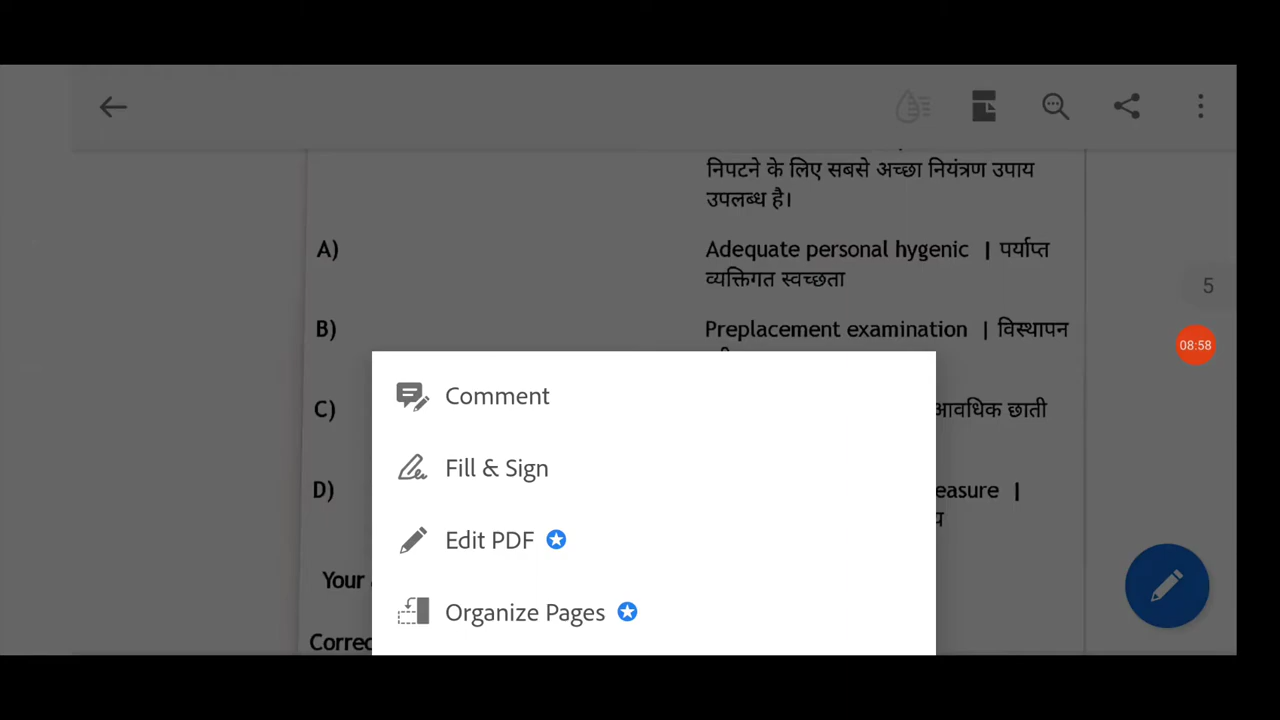 निपटने के लिए सबसे अच्छा नियंत्रण उपाय
उपलब्ध है।
A) Adequate personal hygenic | पर्याप्त
व्यक्तिगत स्वच्छता
5
B) Preplacement examination | विस्थापन
08:58
Comment
C) आवधिक छाती
Fill & Sign
D) easure |
Edit PDF
Your
Organize Pages
Correc